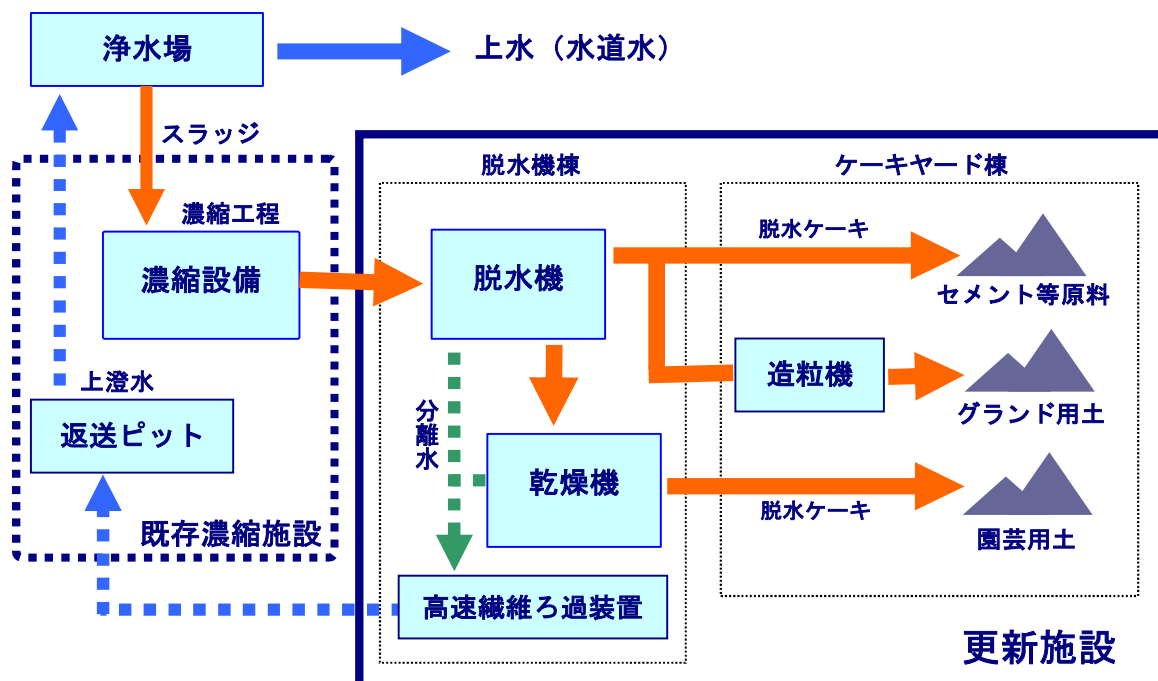 浄水場
上水（水道水）
スラッジ
濃縮工程
濃縮設備
上澄水
返送ピット
既存濃縮施設
脱水機棟
脱水機
分離水
乾燥機
高速繊維ろ過装置
ケーキヤード棟
脱水ケーキ
セメント等原料
造粒機
グランド用土
脱水ケーキ
園芸用土
更新施設